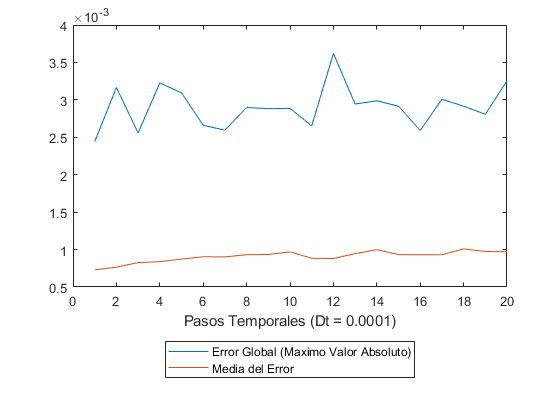 ×10-3
4
3.5
3
2.5
2
1.5
1
0.5
0 2 4 6 8 10 12 14 16 18 20
Pasos Temporales (Dt = 0.0001)
Error Global (Maximo Valor Absoluto)
Media del Error